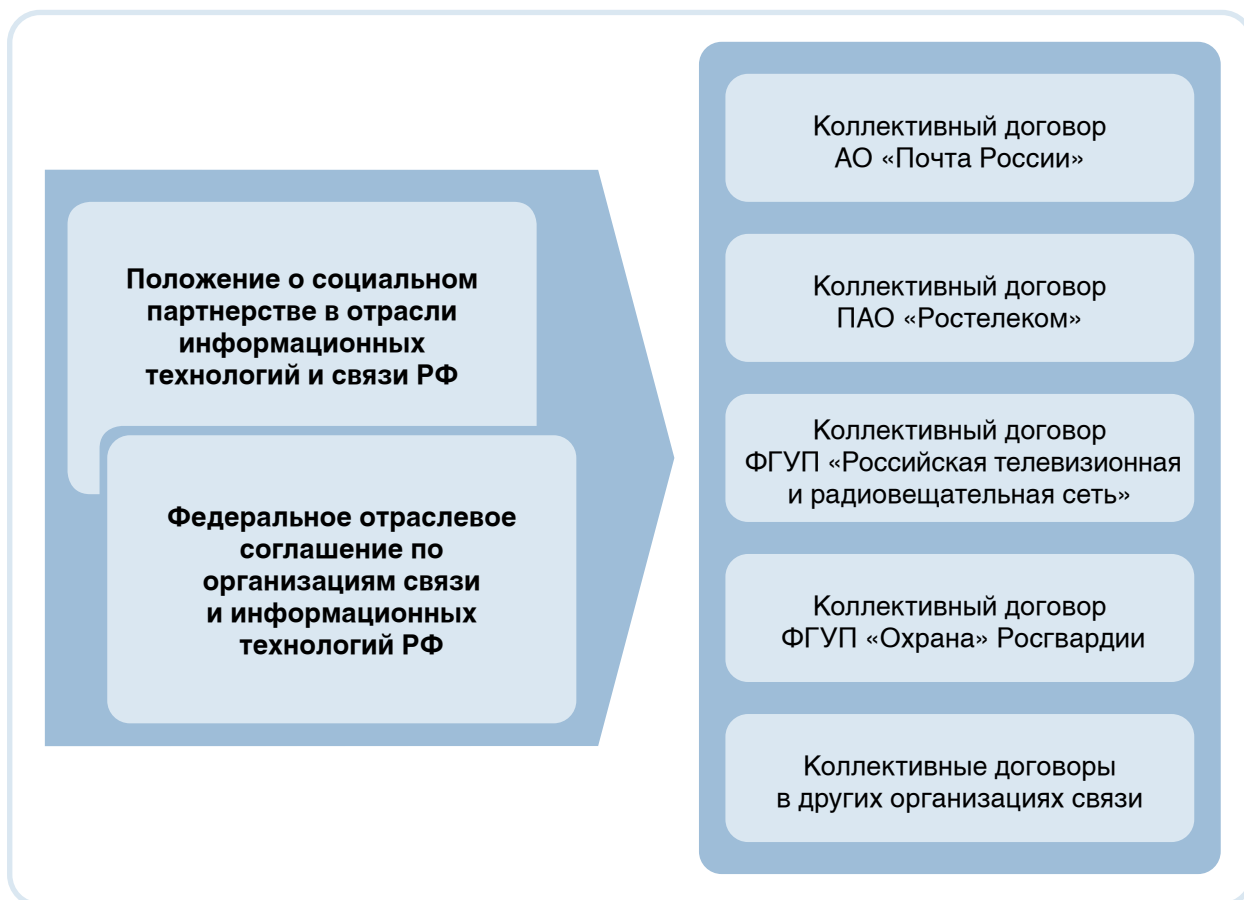 Положение о социальном
партнерстве в отрасли
информационных
технологий и связи РФ
Федеральное отраслевое
соглашение по
организациям связи
и информационных
технологий РФ
Коллективный договор
АО «Почта России»
Коллективный договор
ПАО «Ростелеком»
Коллективный договор
ФГУП «Российская телевизионная
и радиовещательная сеть»
Коллективный договор
ФГУП «Охрана» Росгвардии
Коллективные договоры
в других организациях связи